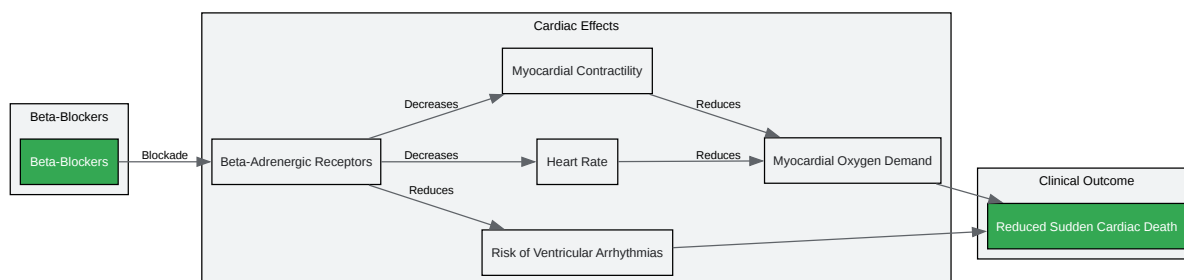 Cardiac Effects
Myocardial Contractility
Decreases
Reduces
Beta-Blockers
Beta-Blockers
Blockade
Beta-Adrenergic Receptors
Decreases
Heart Rate
Reduces
Myocardial Oxygen Demand
Reduces
Clinical Outcome
Reduced Sudden Cardiac Death
Risk of Ventricular Arrhythmias